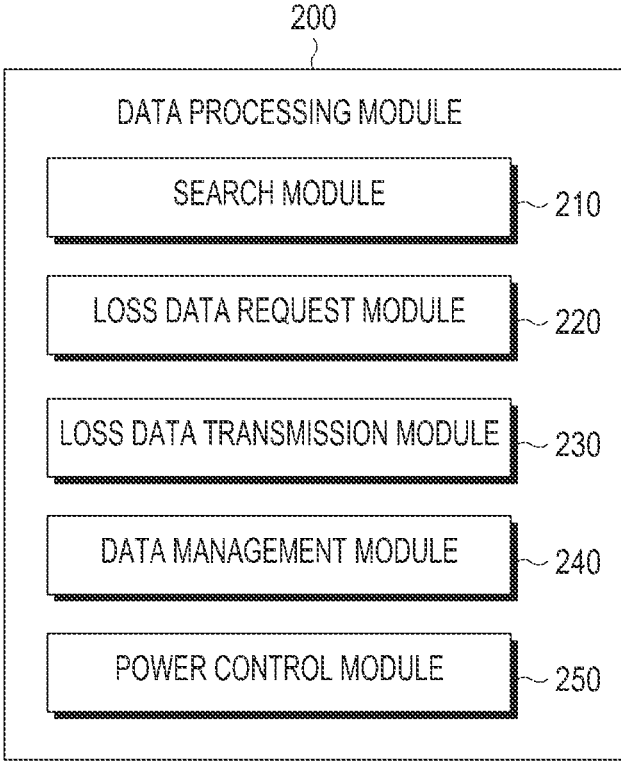 200
DATA PROCESSING MODULE
SEARCH MODULE
210
LOSS DATA REQUEST MODULE
220
LOSS DATA TRANSMISSION MODULE
230
DATA MANAGEMENT MODULE
240
POWER CONTROL MODULE
250